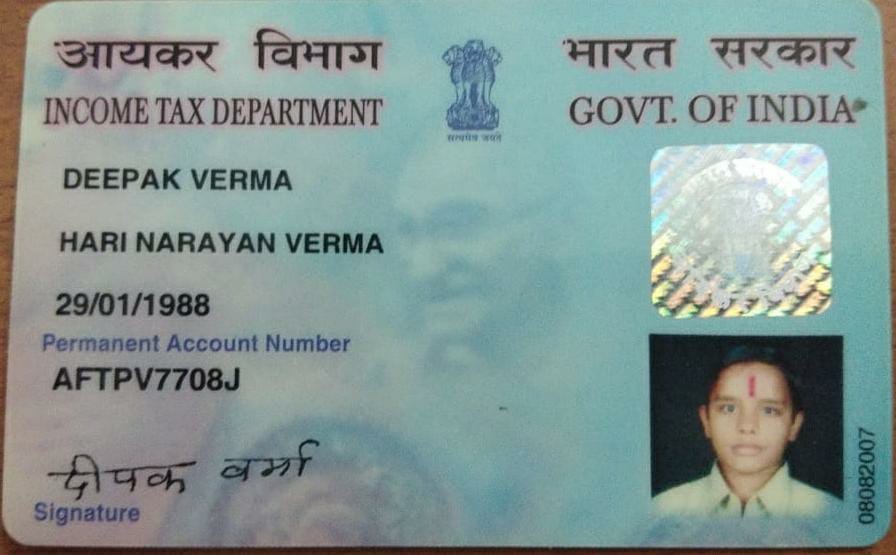 आयकर विभाग
INCOME TAX DEPARTMENT
सत्यमेव जयते
भारत सरकार
GOVT. OF INDIA
DEEPAK VERMA
HARI NARAYAN VERMA
29/01/1988
Permanent Account Number
AFTPV7708J
दीपक वर्मा
Signature
08082007